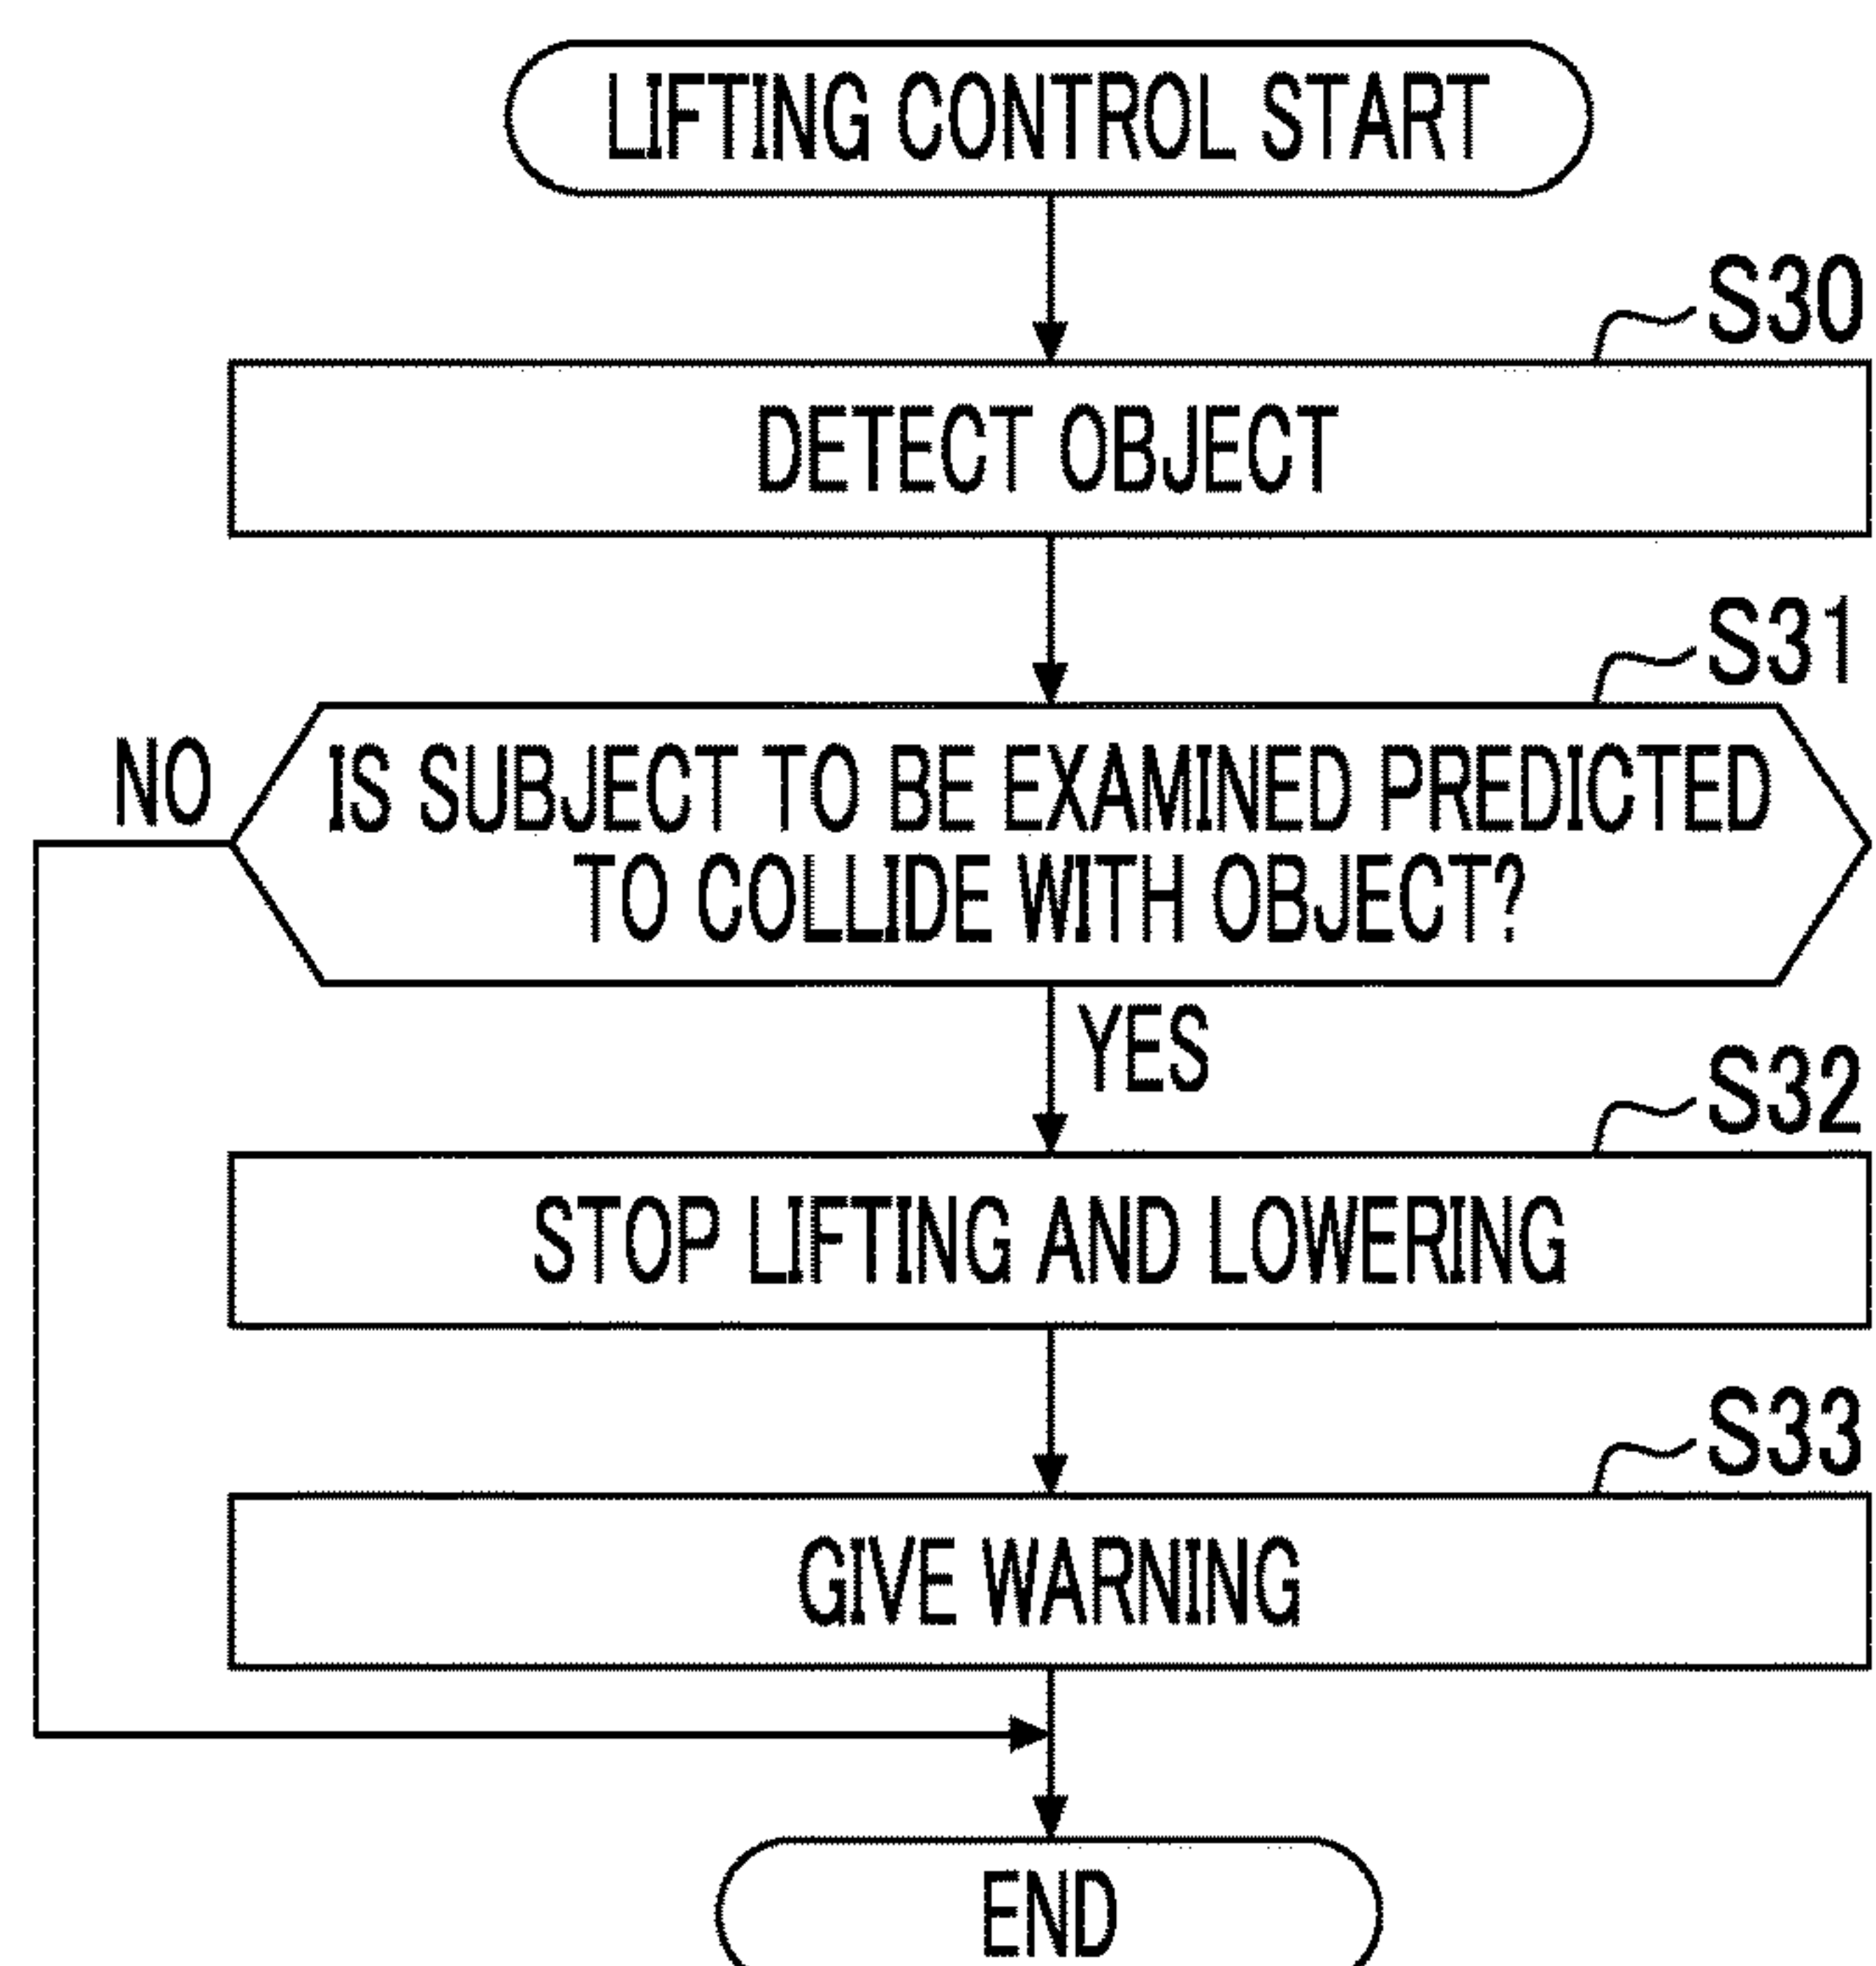 LIFTING CONTROL START
S30
DETECT OBJECT
S31
NO
IS SUBJECT TO BE EXAMINED PREDICTED
TO COLLIDE WITH OBJECT?
YES
S32
STOP LIFTING AND LOWERING
S33
GIVE WARNING
END